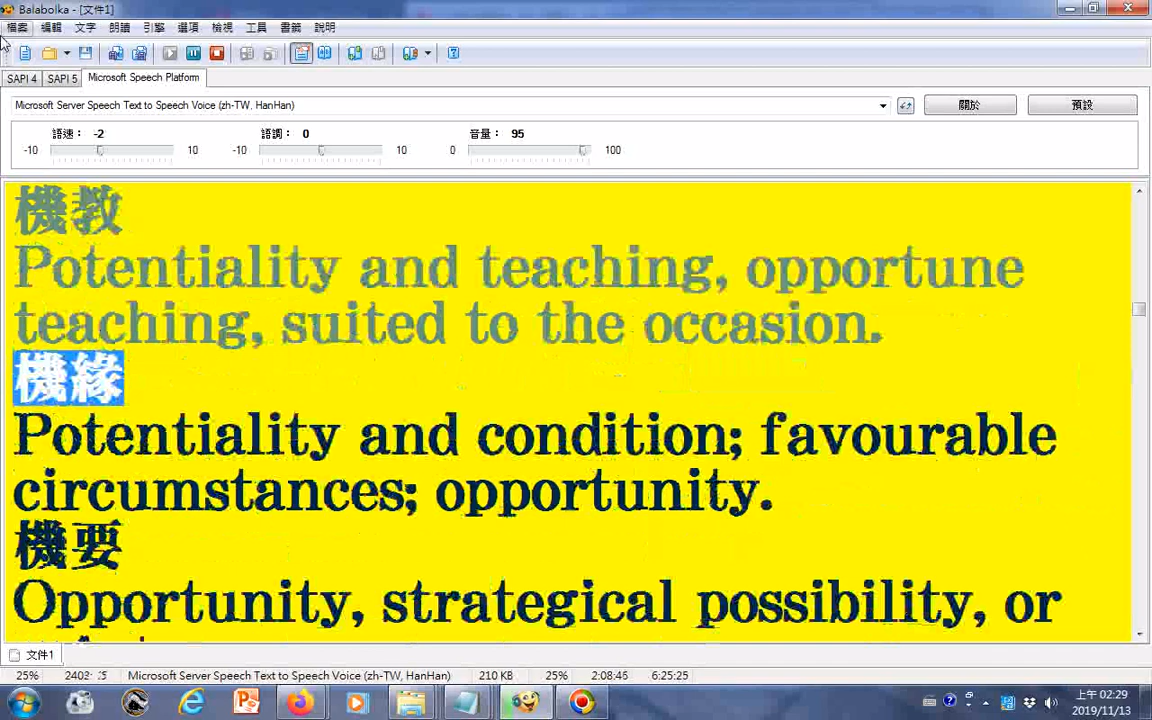 Balabolka - [文件1]
檔案 編輯 文字 朗讀 引擎 選項 檢視 工具 書籤 說明
SAPI 4 SAPI 5 Microsoft Speech Platform
Microsoft Server Speech Text to Speech Voice (zh-TW, HanHan) 關於 預設
語速： -2 語調： 0 音量： 95
-10 10 -10 10 0 100
機教
Potentiality and teaching, opportune
teaching, suited to the occasion.
機緣
Potentiality and condition; favourable
circumstances; opportunity.
機要
Opportunity, strategical possibility, or
文件1
25% Microsoft Server Speech Text to Speech Voice (zh-TW, HanHan) 210 KB 25% 2:08:46 6:25:25
上午 02:29
2019/11/13